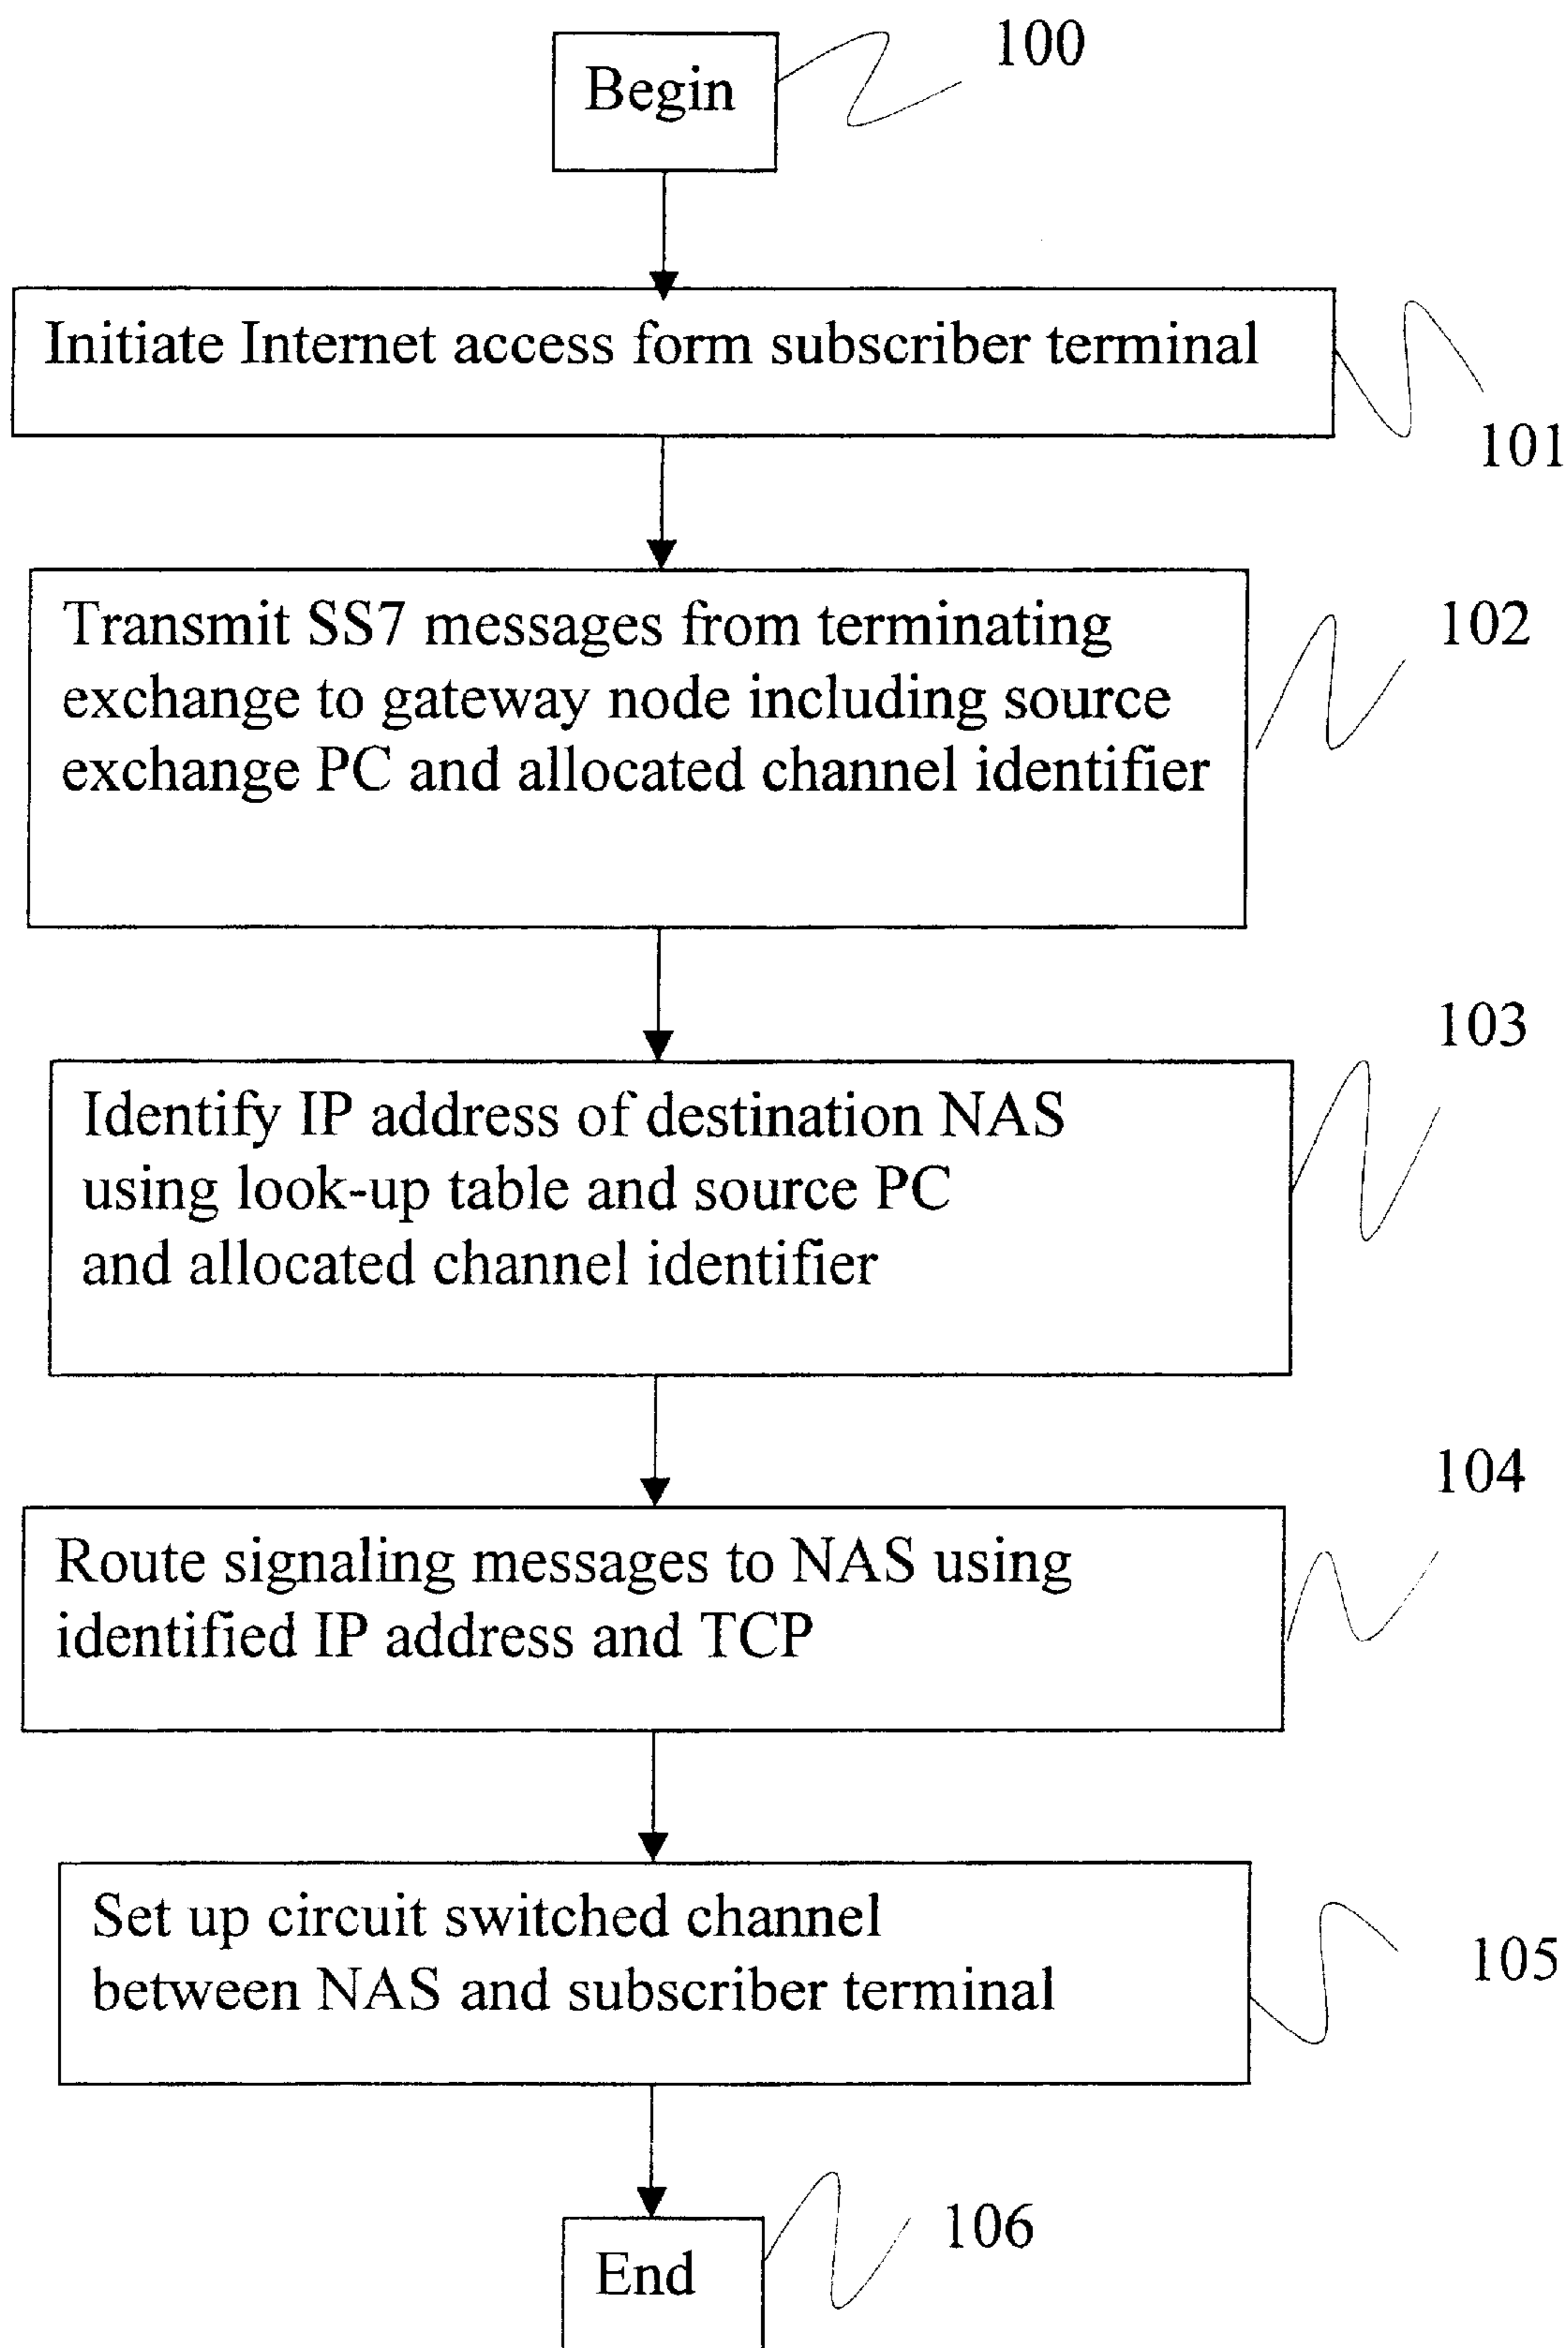 Begin
100
Initiate Internet access form subscriber terminal
101
Transmit SS7 messages from terminating
exchange to gateway node including source
exchange PC and allocated channel identifier
102
103
Identify IP address of destination NAS
using look-up table and source PC
and allocated channel identifier
104
Route signaling messages to NAS using
identified IP address and TCP
Set up circuit switched channel
between NAS and subscriber terminal
105
End
106